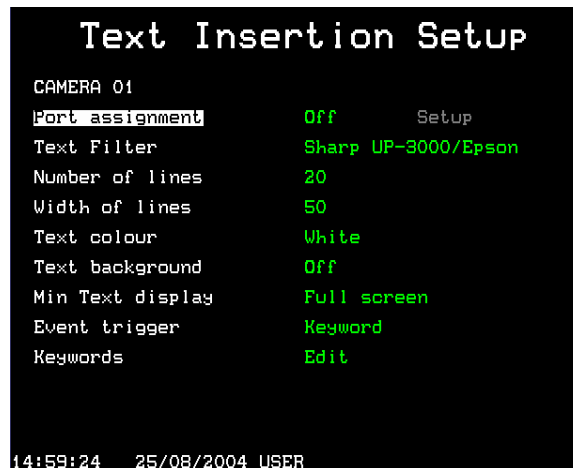 Text Insertion Setup
CAMERA 01
Port assignment Off Setup
Text Filter Sharp UP-3000/Epson
Number of lines 20
Width of lines 50
Text colour White
Text background Off
Min Text display Full screen
Event trigger Keyword
Keywords Edit
14:59:24 25/08/2004 USER